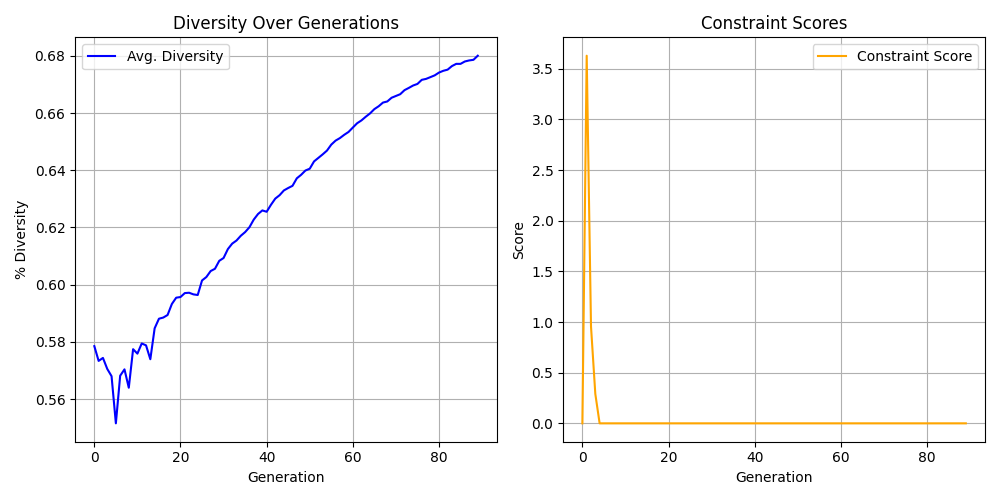 Diversity Over Generations
Avg. Diversity
% Diversity
0.68
0.66
0.64
0.62
0.60
0.58
0.56
0 20 40 60 80
Generation
Constraint Scores
Constraint Score
Score
3.5
3.0
2.5
2.0
1.5
1.0
0.5
0.0
0 20 40 60 80
Generation